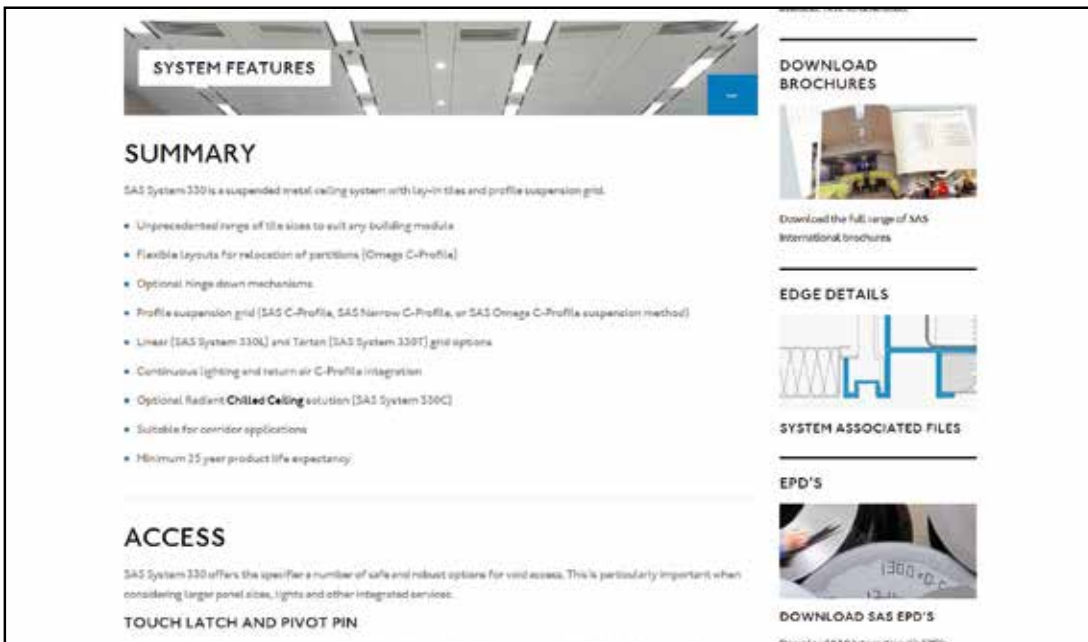 SYSTEM FEATURES
SUMMARY
SAS System 330 is a suspended metal ceiling system with lay-in tiles and profile suspension grid.
Unprecedented range of tile sizes to suit any building module
Flexible layouts for relocation of partitions (Omega C-Profile)
Optional hinge down mechanisms
Profile suspension grid (SAS C-Profile, SAS Narrow C-Profile, or SAS Omega C-Profile suspension method)
Linear (SAS System 330L) and Tartan (SAS System 330T) grid options
Continuous lighting and return air C-Profile integration
Optional Radiant Chilled Ceiling solution (SAS System 330C)
Suitable for corridor applications
Minimum 25 year product life expectancy
ACCESS
SAS System 330 offers the specifier a number of safe and robust options for void access. This is particularly important when
considering larger panel sizes, lights and other integrated services.
TOUCH LATCH AND PIVOT PIN
DOWNLOAD
BROCHURES
Download the full range of SAS
International brochures
EDGE DETAILS
SYSTEM ASSOCIATED FILES
EPD'S
1300
DOWNLOAD SAS EPD'S